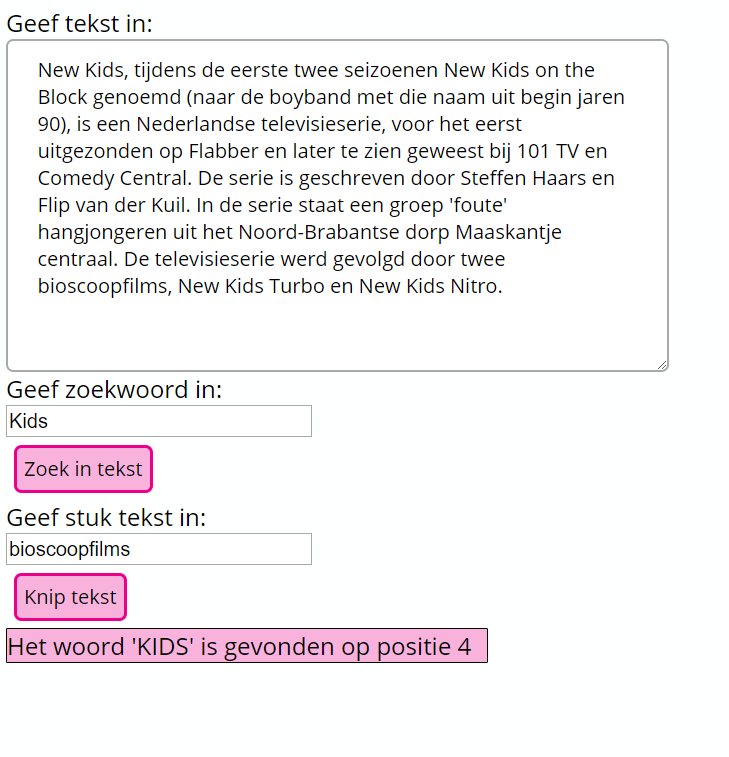 Geef tekst in:
New Kids, tijdens de eerste twee seizoenen New Kids on the
Block genoemd (naar de boyband met die naam uit begin jaren
90), is een Nederlandse televisieserie, voor het eerst
uitgezonden op Flabber en later te zien geweest bij 101 TV en
Comedy Central. De serie is geschreven door Steffen Haars en
Flip van der Kuil. In de serie staat een groep 'foute'
hangjongeren uit het Noord-Brabantse dorp Maaskantje
centraal. De televisieserie werd gevolgd door twee
bioscoopfilms, New Kids Turbo en New Kids Nitro.
Geef zoekwoord in:
Kids
Zoek in tekst
Geef stuk tekst in:
bioscoopfilms
Knip tekst
Het woord 'KIDS' is gevonden op positie 4